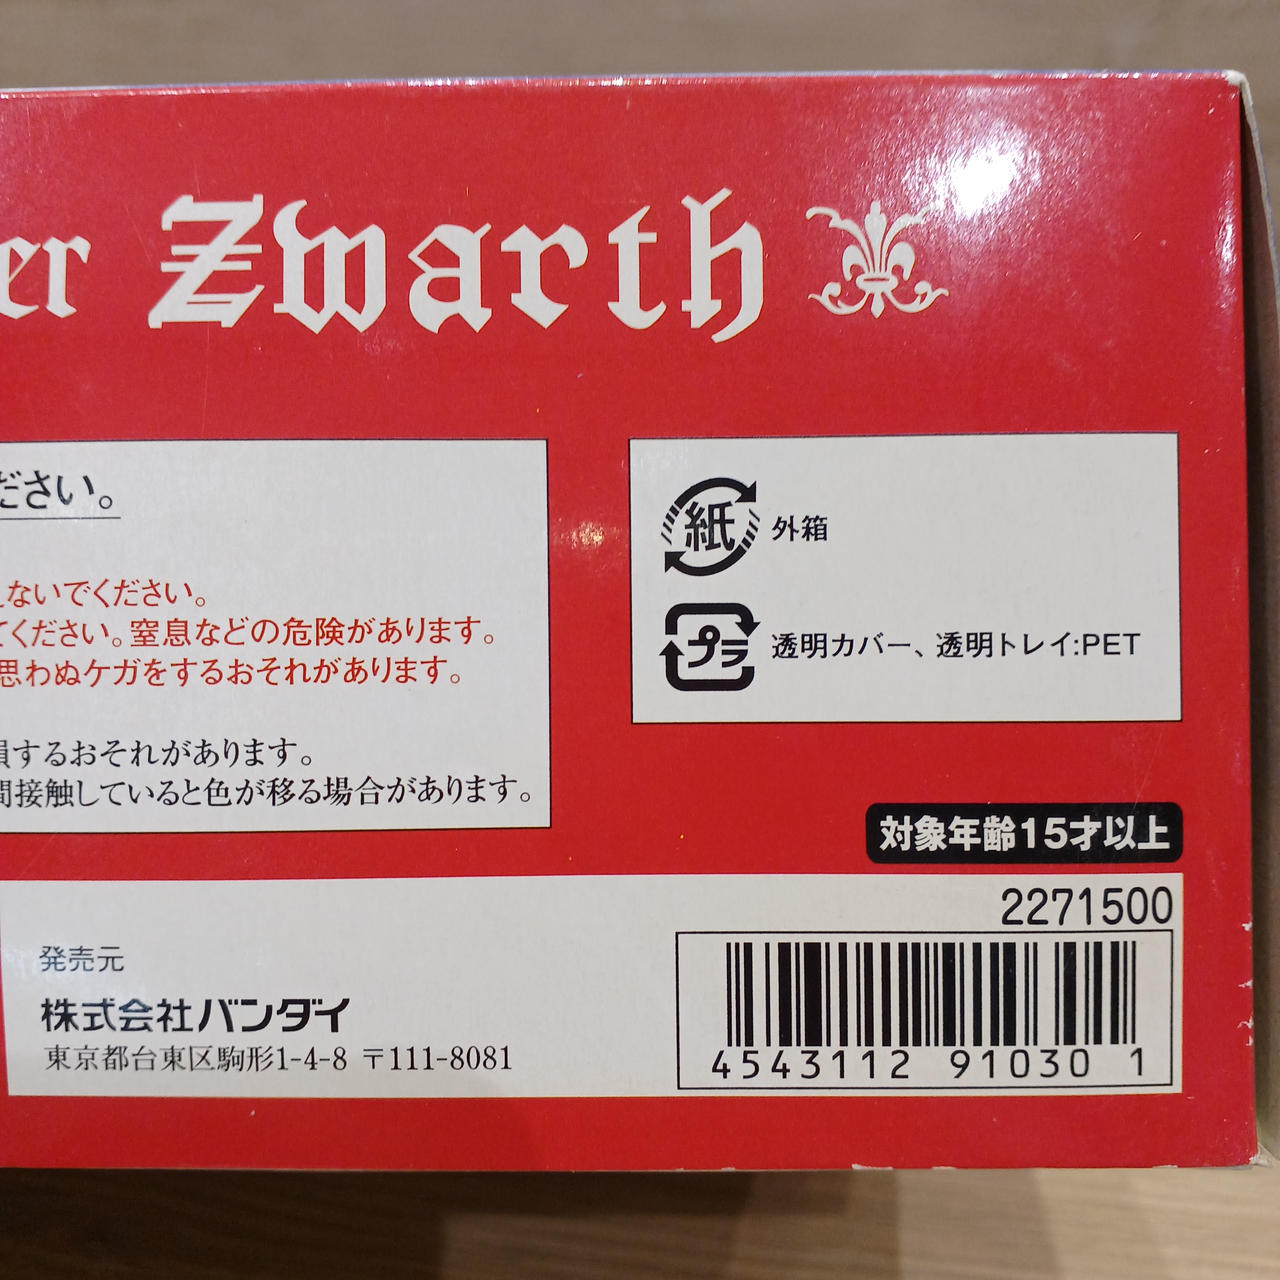 er Zwarth
ださい。
ないでください。
てください。窒息などの危険があります。
思わぬケガをするおそれがあります。
損するおそれがあります。
間接触していると色が移る場合があります。
紙 外箱
プラ 透明カバー、透明トレイ:PET
対象年齢15才以上
2271500
発売元
株式会社バンダイ
東京都台東区駒形1-4-8 〒111-8081
4543112 91030 1